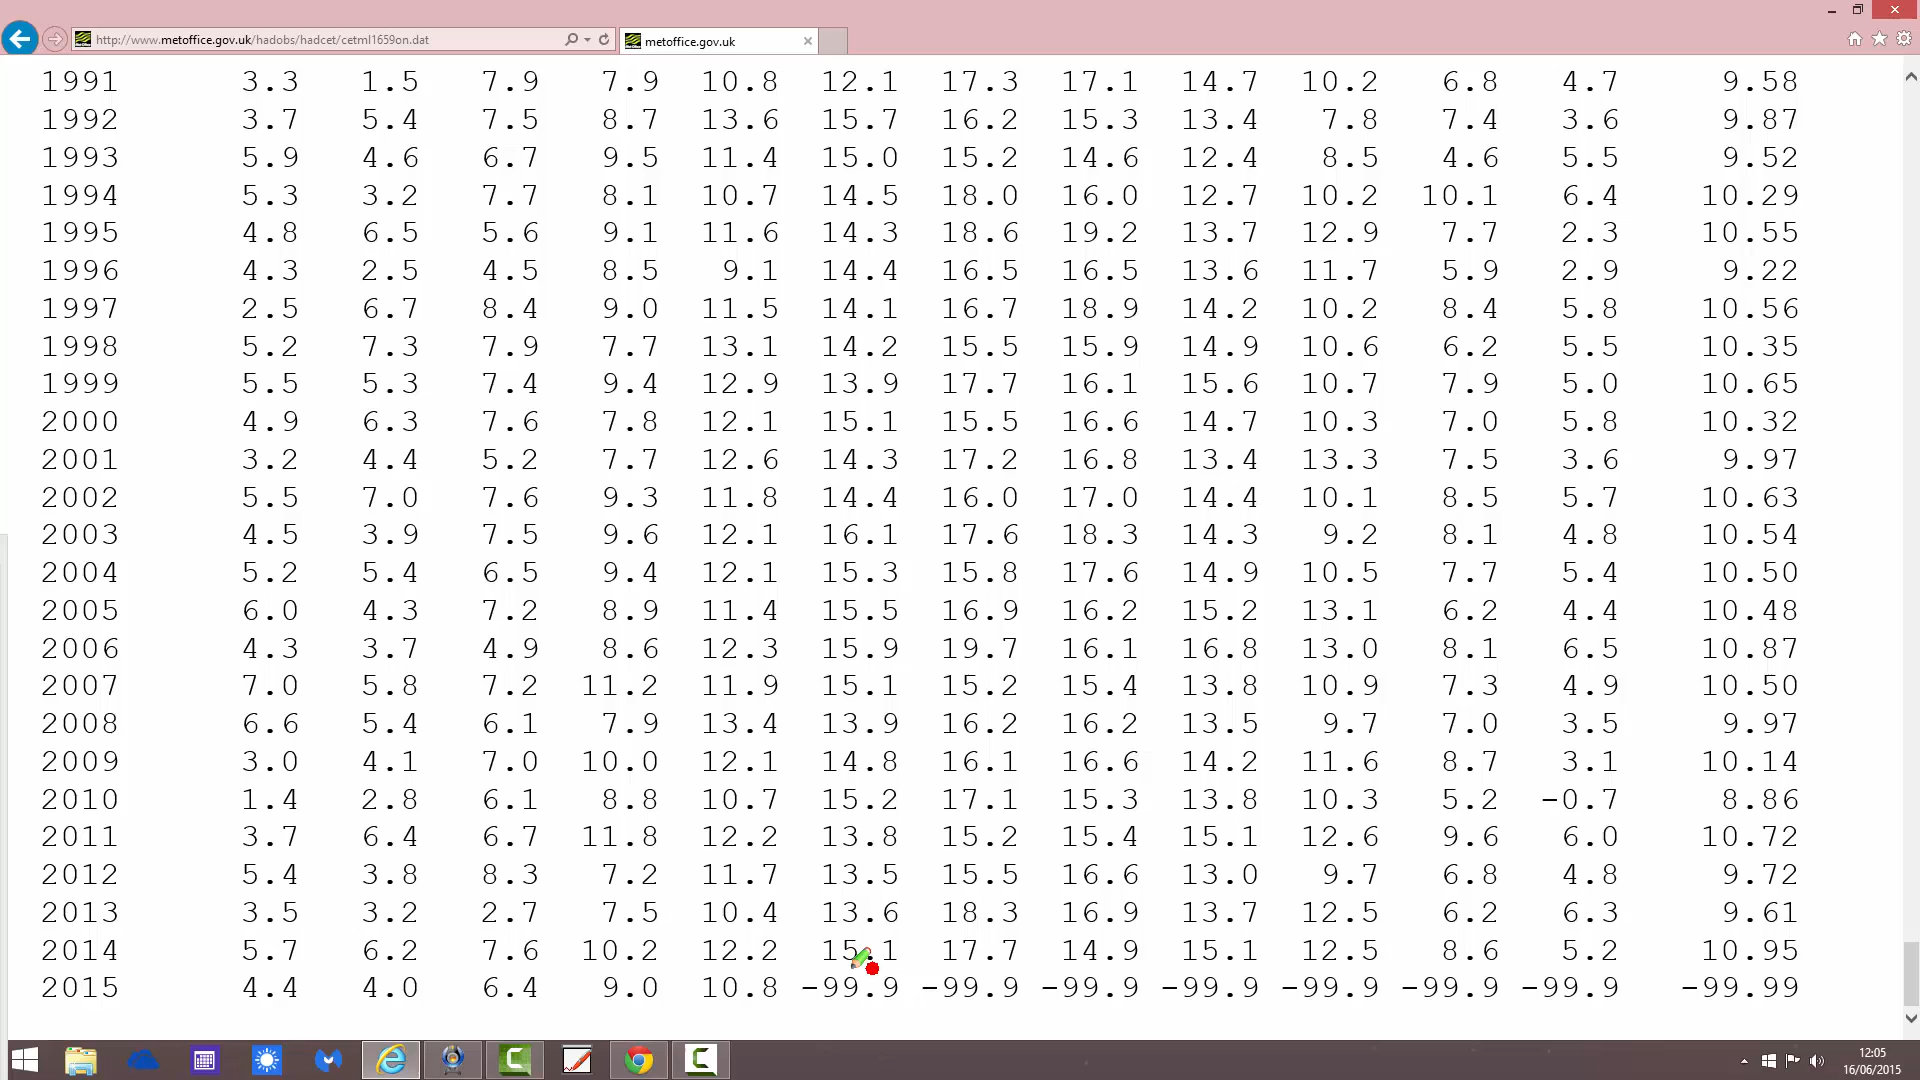 http://www.metoffice.gov.uk/hadobs/hadcet/cetml1659on.dat
metoffice.gov.uk
1991 3.3 1.5 7.9 7.9 10.8 12.1 17.3 17.1 14.7 10.2 6.8 4.7 9.58
1992 3.7 5.4 7.5 8.7 13.6 15.7 16.2 15.3 13.4 7.8 7.4 3.6 9.87
1993 5.9 4.6 6.7 9.5 11.4 15.0 15.2 14.6 12.4 8.5 4.6 5.5 9.52
1994 5.3 3.2 7.7 8.1 10.7 14.5 18.0 16.0 12.7 10.2 10.1 6.4 10.29
1995 4.8 6.5 5.6 9.1 11.6 14.3 18.6 19.2 13.7 12.9 7.7 2.3 10.55
1996 4.3 2.5 4.5 8.5 9.1 14.4 16.5 16.5 13.6 11.7 5.9 2.9 9.22
1997 2.5 6.7 8.4 9.0 11.5 14.1 16.7 18.9 14.2 10.2 8.4 5.8 10.56
1998 5.2 7.3 7.9 7.7 13.1 14.2 15.5 15.9 14.9 10.6 6.2 5.5 10.35
1999 5.5 5.3 7.4 9.4 12.9 13.9 17.7 16.1 15.6 10.7 7.9 5.0 10.65
2000 4.9 6.3 7.6 7.8 12.1 15.1 15.5 16.6 14.7 10.3 7.0 5.8 10.32
2001 3.2 4.4 5.2 7.7 12.6 14.3 17.2 16.8 13.4 13.3 7.5 3.6 9.97
2002 5.5 7.0 7.6 9.3 11.8 14.4 16.0 17.0 14.4 10.1 8.5 5.7 10.63
2003 4.5 3.9 7.5 9.6 12.1 16.1 17.6 18.3 14.3 9.2 8.1 4.8 10.54
2004 5.2 5.4 6.5 9.4 12.1 15.3 15.8 17.6 14.9 10.5 7.7 5.4 10.50
2005 6.0 4.3 7.2 8.9 11.4 15.5 16.9 16.2 15.2 13.1 6.2 4.4 10.48
2006 4.3 3.7 4.9 8.6 12.3 15.9 19.7 16.1 16.8 13.0 8.1 6.5 10.87
2007 7.0 5.8 7.2 11.2 11.9 15.1 15.2 15.4 13.8 10.9 7.3 4.9 10.50
2008 6.6 5.4 6.1 7.9 13.4 13.9 16.2 16.2 13.5 9.7 7.0 3.5 9.97
2009 3.0 4.1 7.0 10.0 12.1 14.8 16.1 16.6 14.2 11.6 8.7 3.1 10.14
2010 1.4 2.8 6.1 8.8 10.7 15.2 17.1 15.3 13.8 10.3 5.2 -0.7 8.86
2011 3.7 6.4 6.7 11.8 12.2 13.8 15.2 15.4 15.1 12.6 9.6 6.0 10.72
2012 5.4 3.8 8.3 7.2 11.7 13.5 15.5 16.6 13.0 9.7 6.8 4.8 9.72
2013 3.5 3.2 2.7 7.5 10.4 13.6 18.3 16.9 13.7 12.5 6.2 6.3 9.61
2014 5.7 6.2 7.6 10.2 12.2 15.1 17.7 14.9 15.1 12.5 8.6 5.2 10.95
2015 4.4 4.0 6.4 9.0 10.8 -99.9 -99.9 -99.9 -99.9 -99.9 -99.9 -99.9 -99.99
12:05
16/06/2015